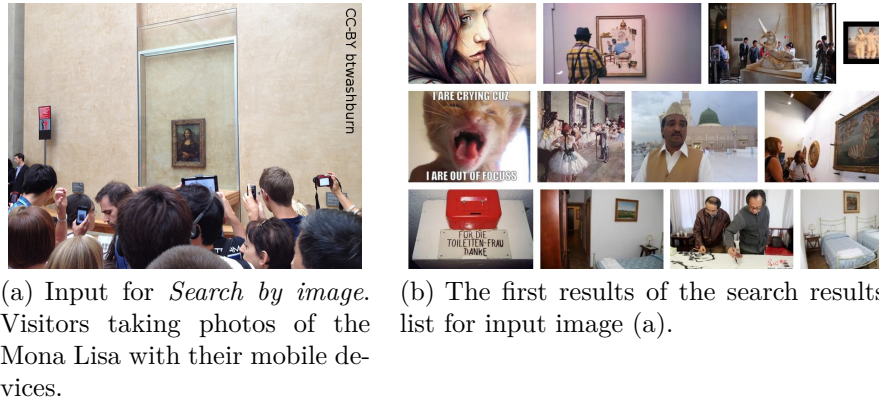 CC-BY btwashburn
I ARE CRYING CUZ
I ARE OUT OF FOCUSS
FÜR DIE
TOILETTEN-FRAU
DANKE
(a) Input for Search by image.
Visitors taking photos of the
Mona Lisa with their mobile de-
vices.
(b) The first results of the search results
list for input image (a).